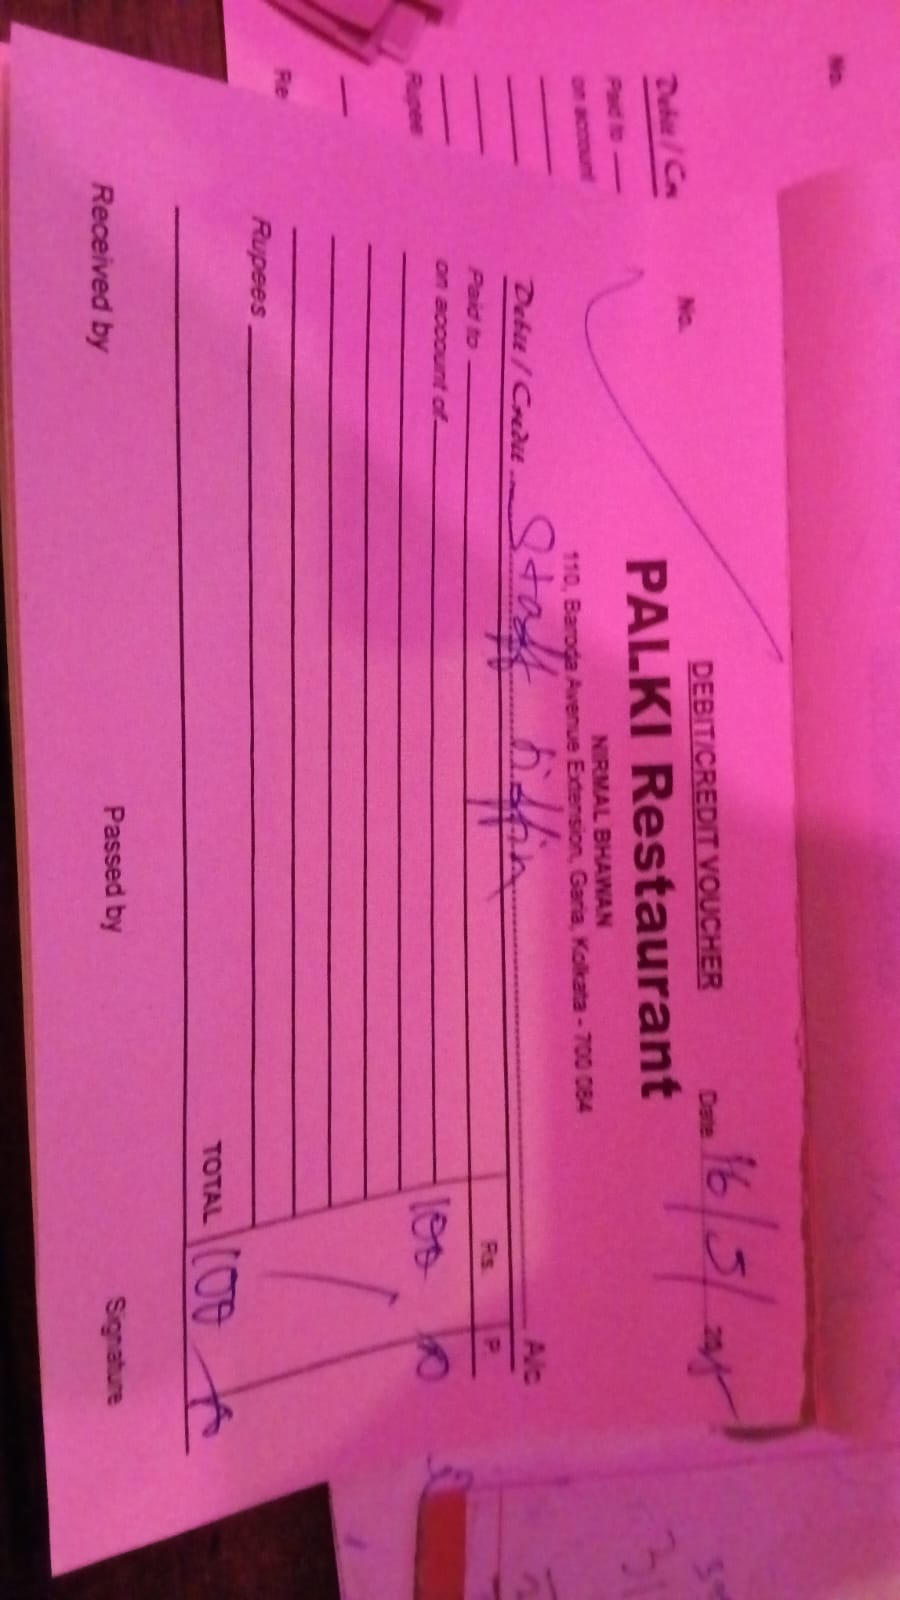 DEBIT/CREDIT VOUCHER
No.
PALKI Restaurant
Date 16/5/
NIRMAL BHAWAN
110, Baroda Avenue Extension, Garia, Kolkata - 700 084
Debit / Credit Staff tiffin A/c
Paid to Rs. P.
on account of
100 00
Rupees
TOTAL 100
Received by Passed by Signature
No.
Debit / Cr
Paid to
on account
Rupee
Re